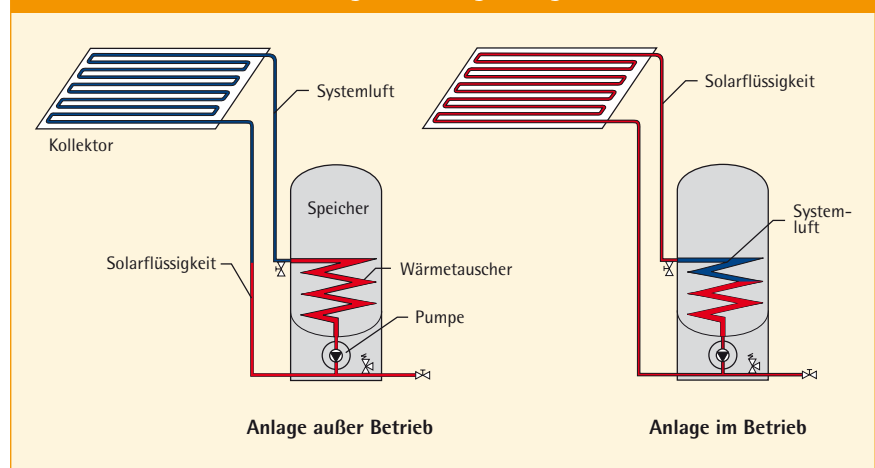 Systemluft
Kollektor
Speicher
Solarflüssigkeit
Wärmetauscher
Pumpe
Anlage außer Betrieb
Solarflüssigkeit
System-
luft
Anlage im Betrieb